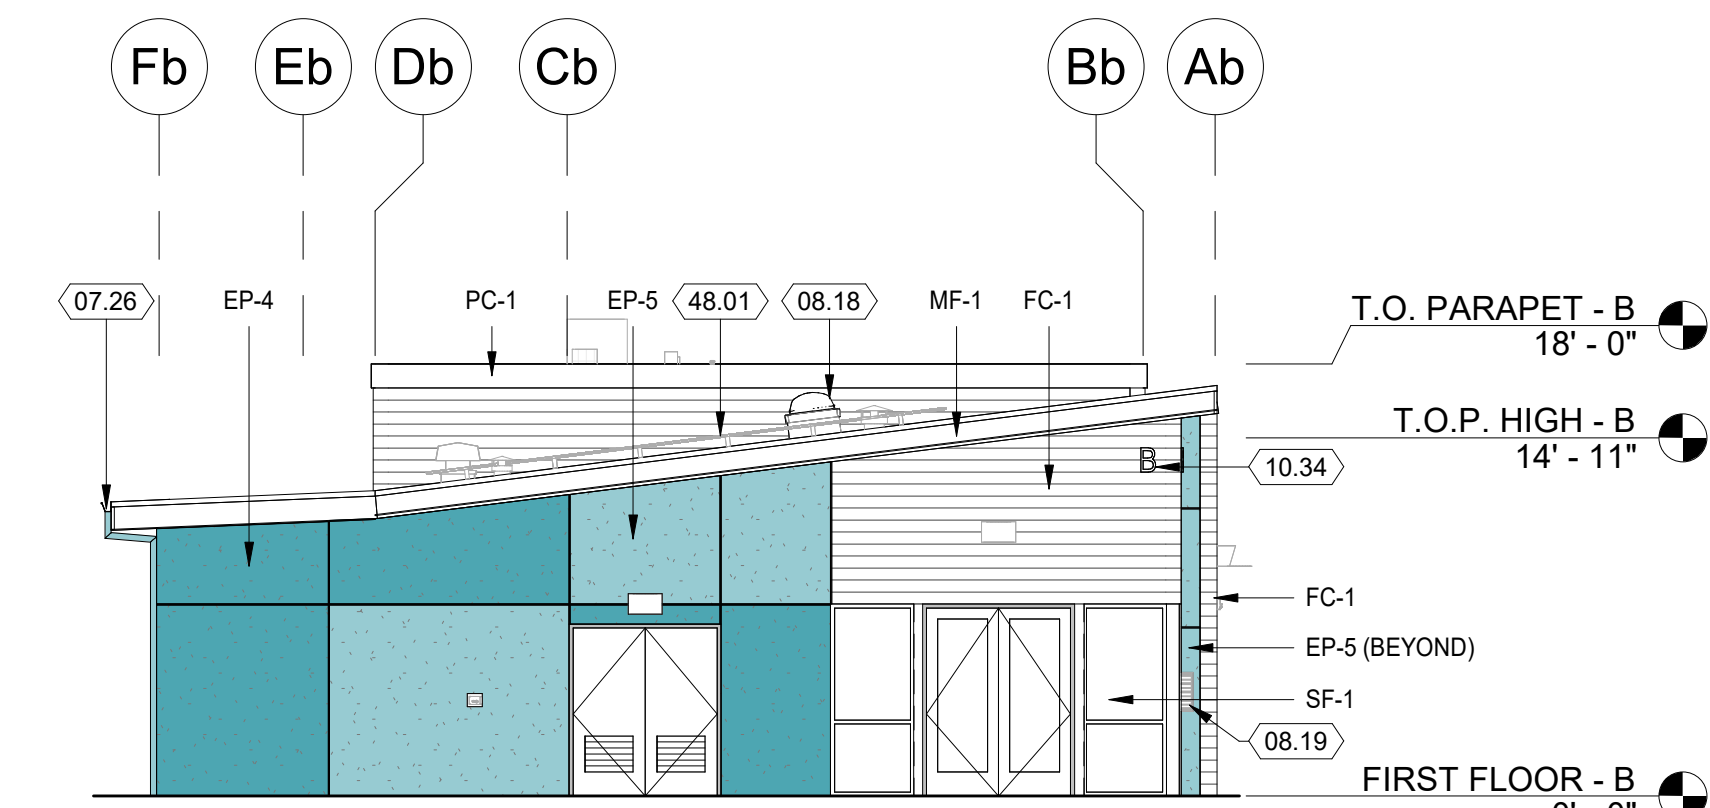 Fb Eb Db Cb Bb Ab
07.26 EP-4 PC-1 EP-5 48.01 08.18 MF-1 FC-1
T.O. PARAPET - B
18' - 0"
T.O.P. HIGH - B
14' - 11"
B
10.34
FC-1
EP-5 (BEYOND)
SF-1
08.19
FIRST FLOOR - B